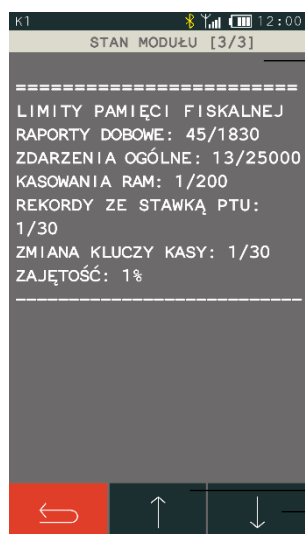 K1 12:00
STAN MODUŁU [3/3]
========================
LIMITY PAMIĘCI FISKALNEJ
RAPORTY DOBOWE: 45/1830
ZDARZENIA OGÓLNE: 13/25000
KASOWANIA RAM: 1/200
REKORDY ZE STAWKĄ PTU:
1/30
ZMIANA KLUCZY KASY: 1/30
ZAJĘTOŚĆ: 1%
------------------------